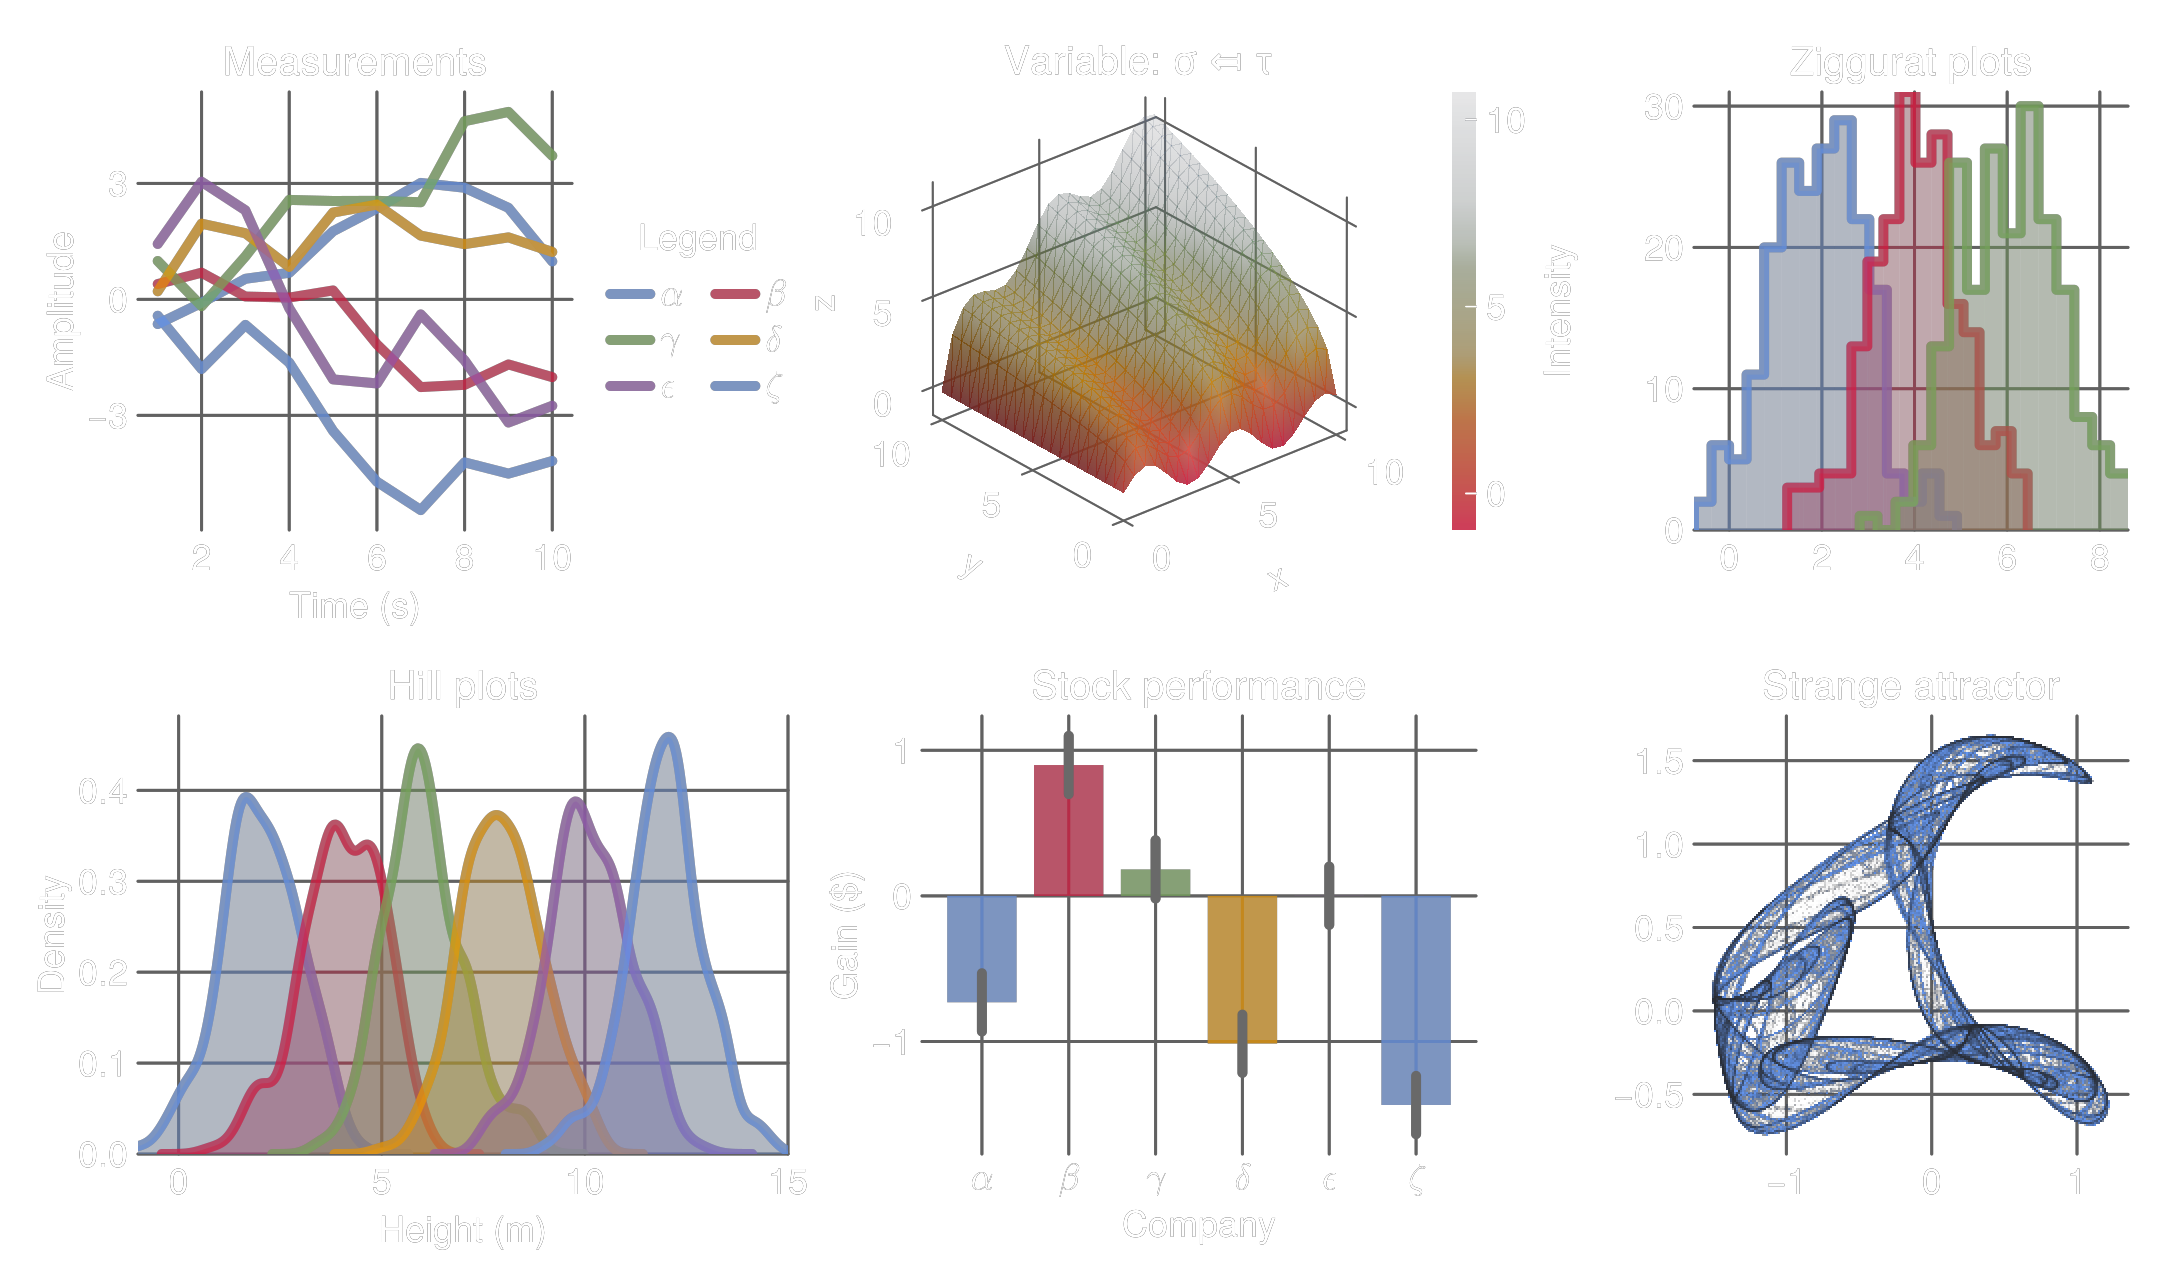 Measurements
3
0
−3
Amplitude
2 4 6 8 10
Time (s)
Legend
α β
γ δ
ϵ ζ
Variable: σ ⟻ τ
10
5
0
z
10
5
0
y
0
5
10
x
10
5
0
Intensity
Ziggurat plots
30
20
10
0
0 2 4 6 8
Hill plots
0.4
0.3
0.2
0.1
0.0
Density
0 5 10 15
Height (m)
Stock performance
1
0
−1
Gain ($)
α β γ δ ϵ ζ
Company
Strange attractor
1.5
1.0
0.5
0.0
−0.5
−1 0 1